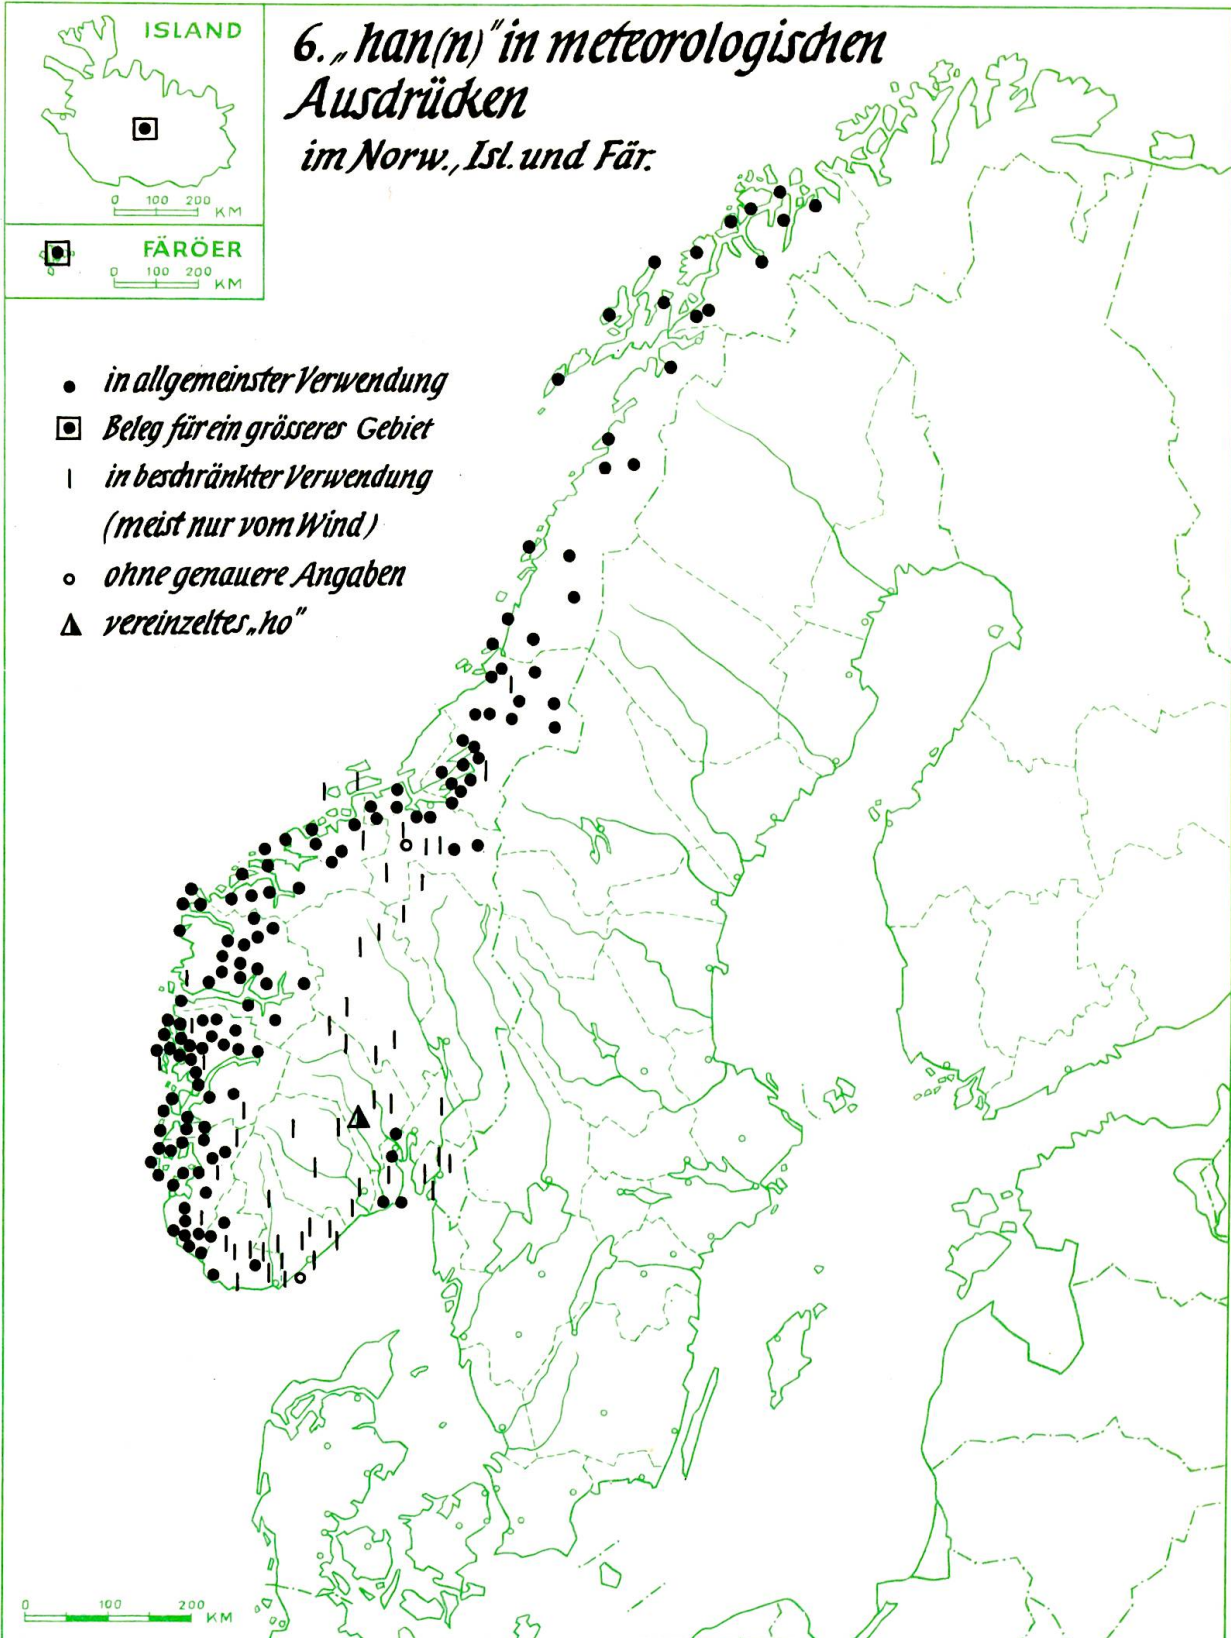 ISLAND
0 100 200
KM
FÄRÖER
0 100 200
KM
6. „han(n)" in meteorologischen
Ausdrücken
im Norw., Isl. und Fär.
in allgemeinster Verwendung
Beleg für ein grösseres Gebiet
in beschränkter Verwendung
(meist nur vom Wind)
ohne genauere Angaben
vereinzeltes „ho"
0 100 200 KM